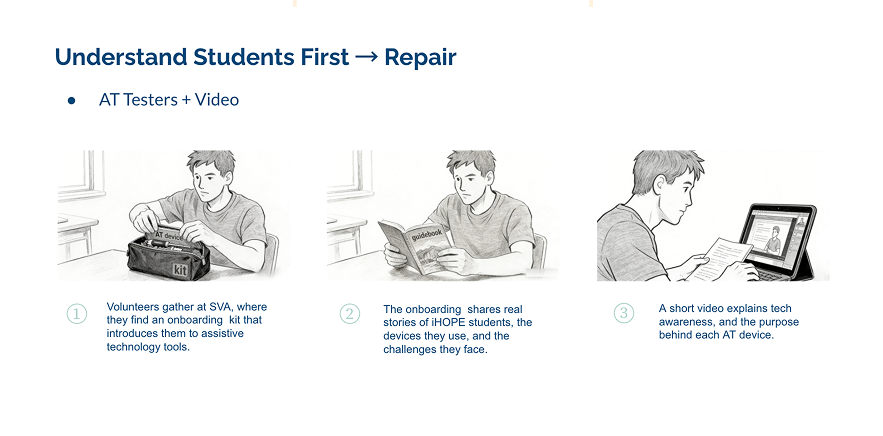 Understand Students First → Repair
● AT Testers + Video
AT device
kit
guidebook
1
Volunteers gather at SVA, where
they find an onboarding  kit that
introduces them to assistive
technology tools.
2
The onboarding  shares real
stories of iHOPE students, the
devices they use, and the
challenges they face.
3
A short video explains tech
awareness, and the purpose
behind each AT device.